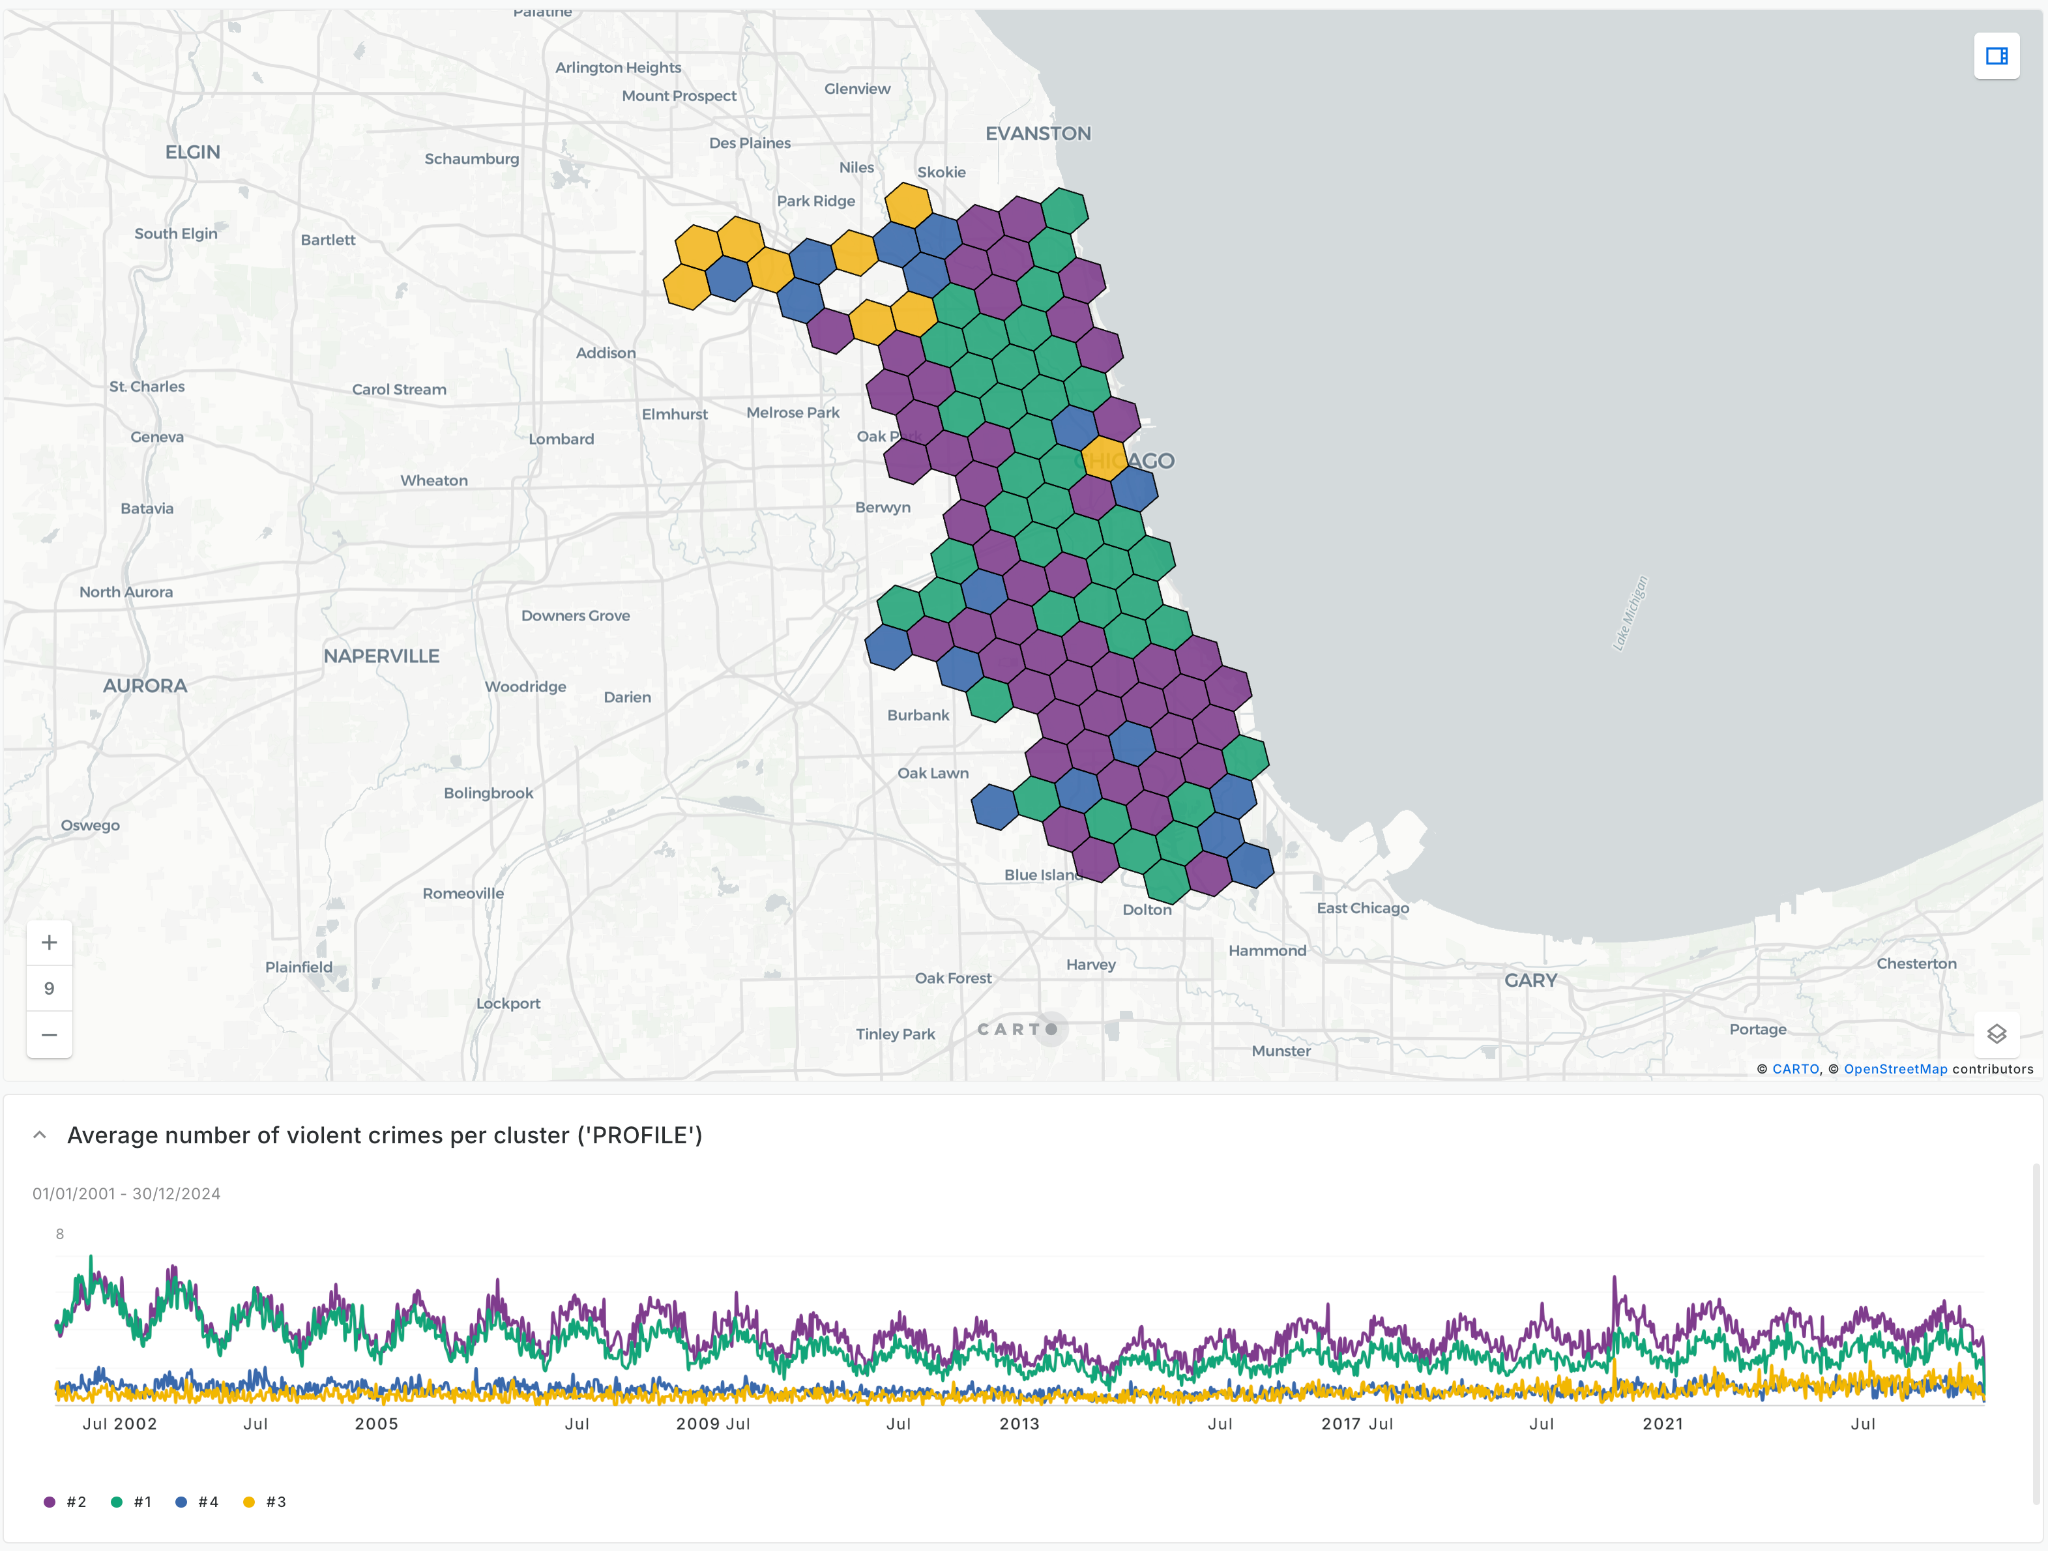 Palatine
Arlington Heights
Mount Prospect
Glenview
EVANSTON
Des Plaines
ELGIN
Schaumburg
Niles
Skokie
Park Ridge
South Elgin
Bartlett
Addison
St. Charles
Carol Stream
Elmhurst
Melrose Park
Geneva
Lombard
Oak Park
CHICAGO
Wheaton
Batavia
Berwyn
Lake Michigan
North Aurora
Downers Grove
NAPERVILLE
AURORA
Woodridge
Darien
Burbank
Oak Lawn
Bolingbrook
Oswego
Blue Island
Romeoville
Dolton
East Chicago
+
9
−
Hammond
Plainfield
Harvey
Chesterton
Oak Forest
GARY
Lockport
CARTO
Portage
Tinley Park
Munster
© CARTO, © OpenStreetMap contributors
Average number of violent crimes per cluster ('PROFILE')
01/01/2001 - 30/12/2024
8
Jul 2002 Jul 2005 Jul 2009 Jul Jul 2013 Jul 2017 Jul Jul 2021 Jul
#2 #1 #4 #3